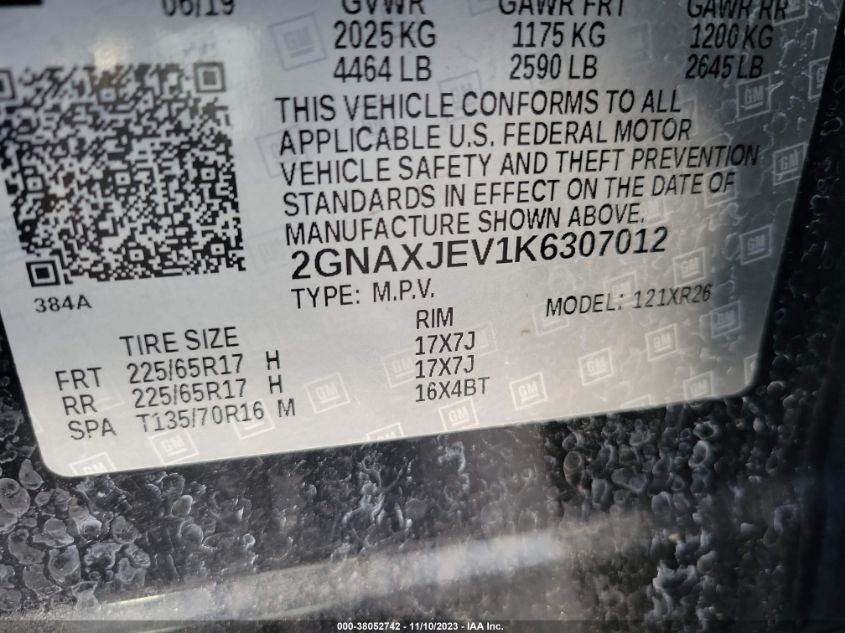 06/19 GVWR GAWR FRT GAWR RR
2025 KG 1175 KG 1200 KG
4464 LB 2590 LB 2645 LB
THIS VEHICLE CONFORMS TO ALL
APPLICABLE U.S. FEDERAL MOTOR
VEHICLE SAFETY AND THEFT PREVENTION
STANDARDS IN EFFECT ON THE DATE OF
MANUFACTURE SHOWN ABOVE.
2GNAXJEV1K6307012
384A
TYPE: M.P.V. MODEL: 121XR26
TIRE SIZE RIM
FRT 225/65R17 H 17X7J
RR 225/65R17 H 17X7J
SPA T135/70R16 M 16X4BT
GM
000-38052742 — 11/10/2023 — IAA Inc.